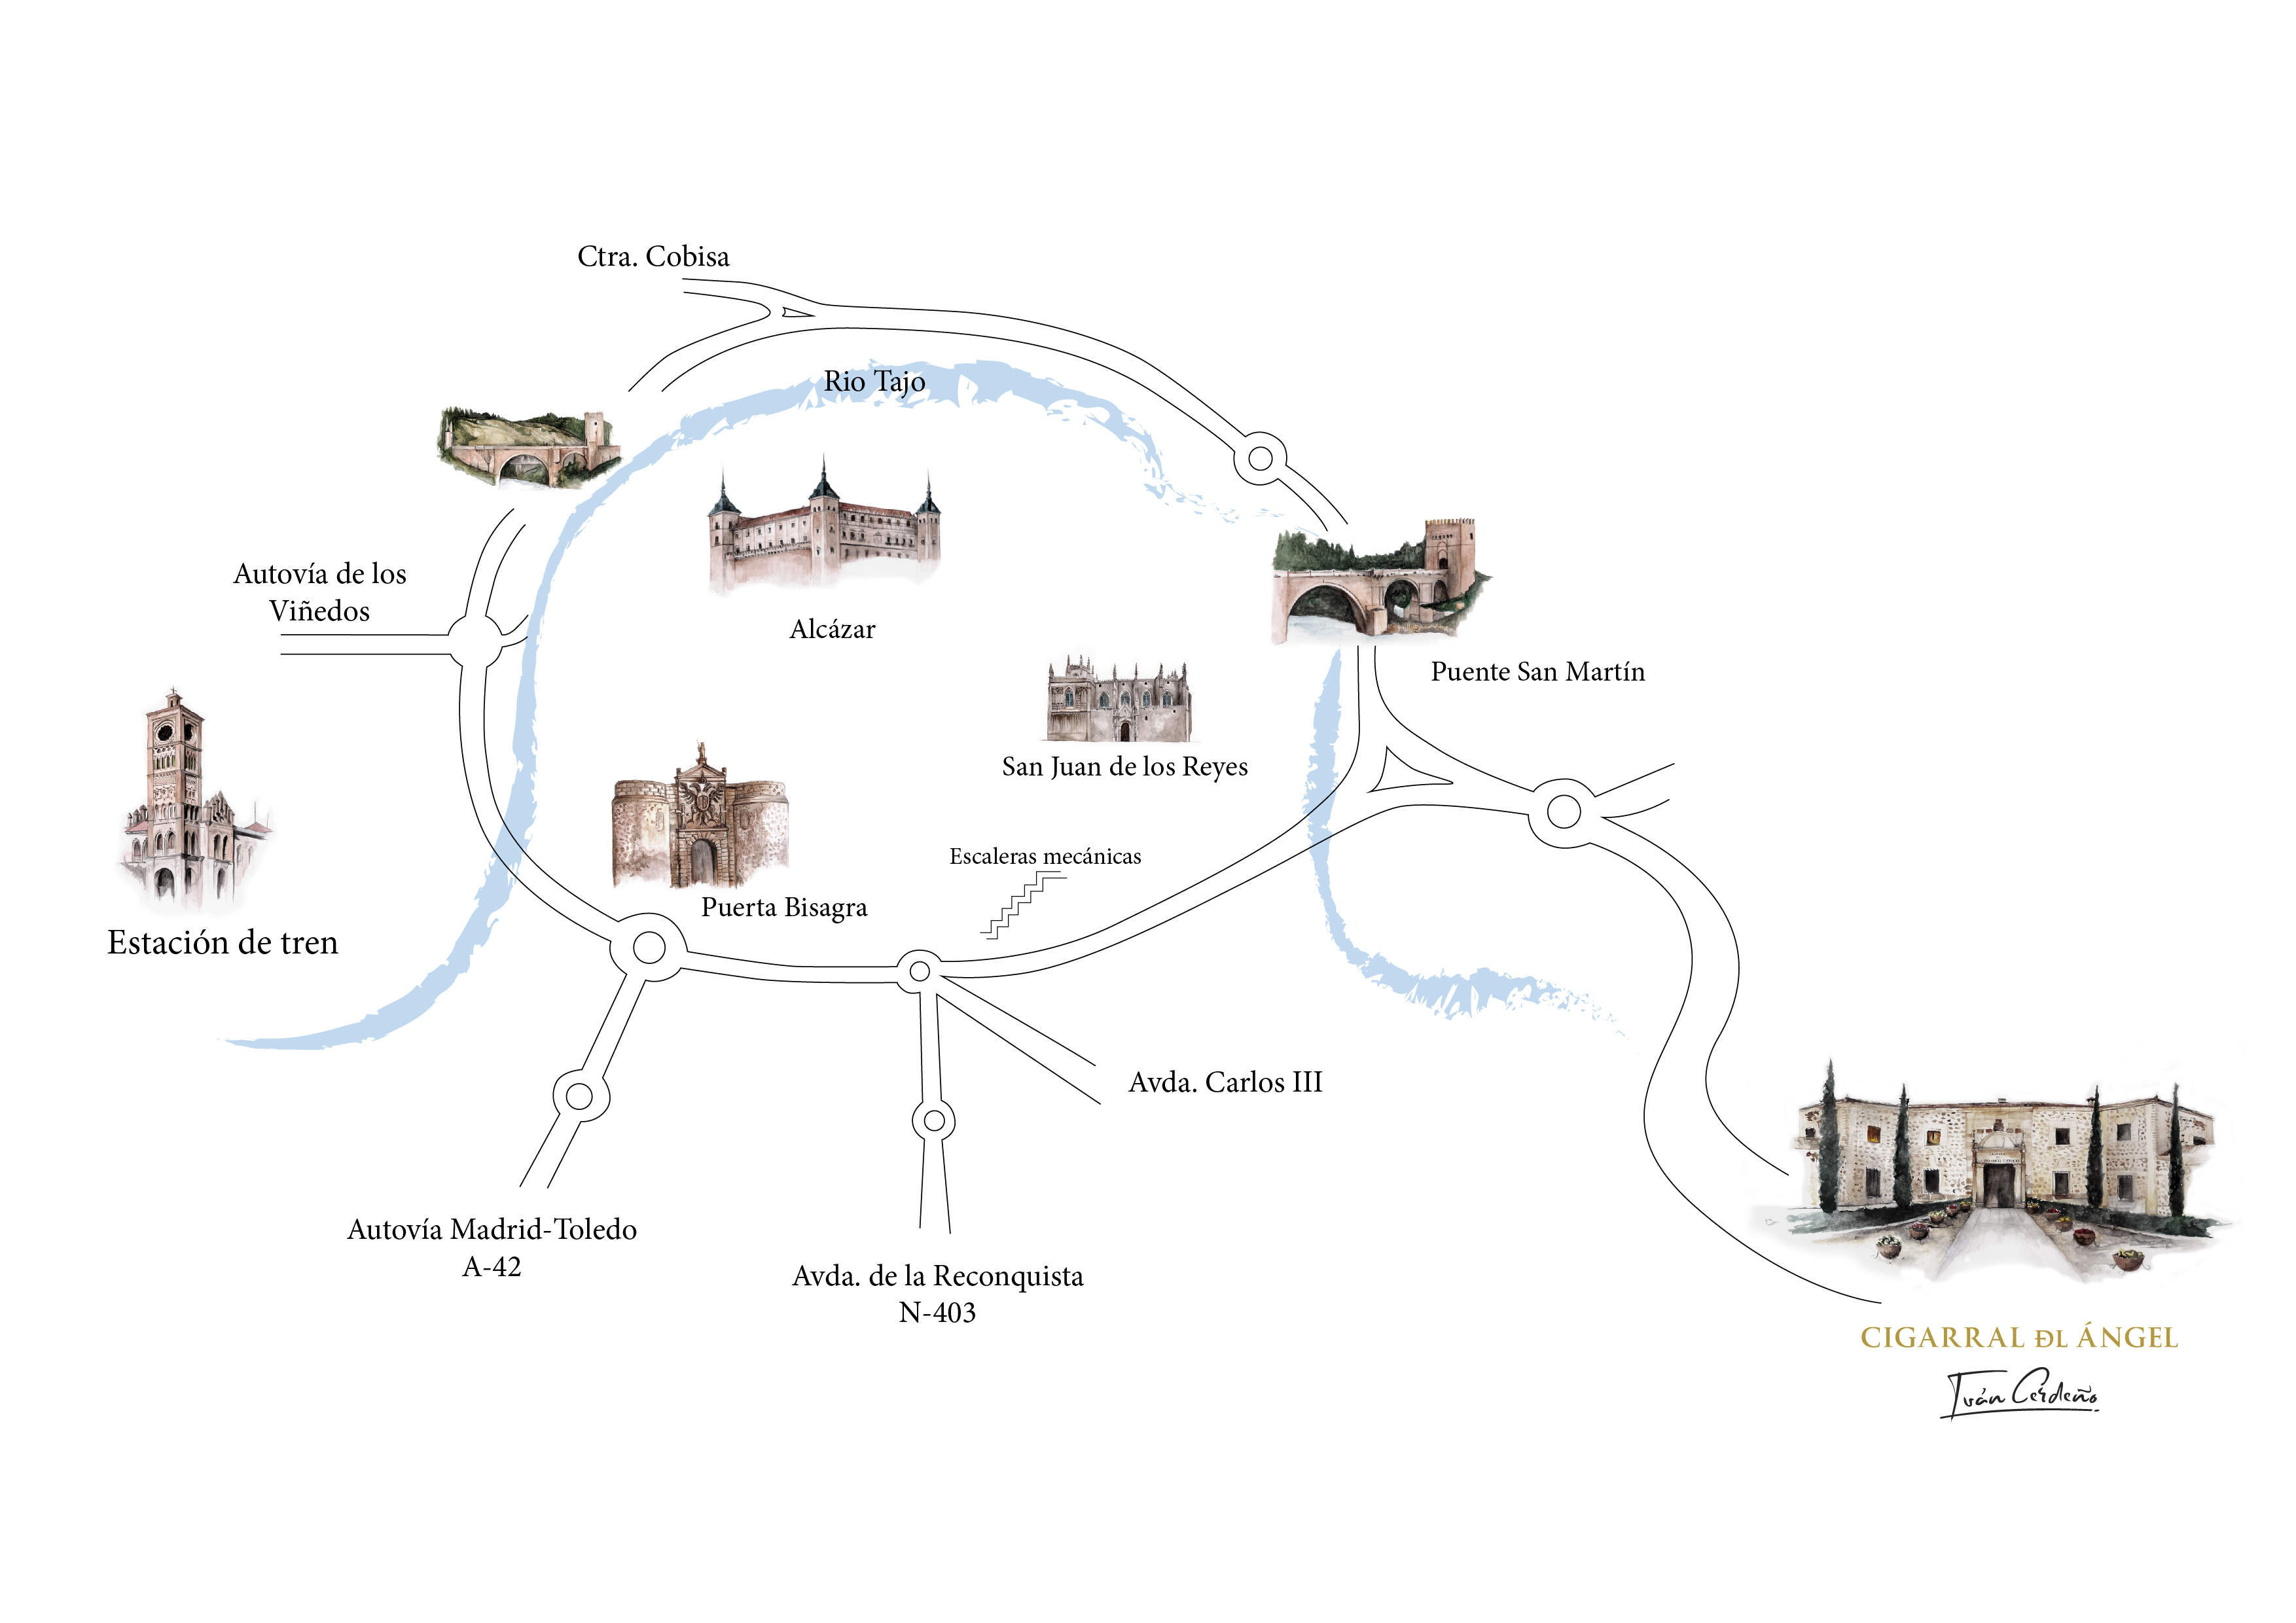 Ctra. Cobisa
Rio Tajo
Autovía de los
Viñedos
Alcázar
Puente San Martín
San Juan de los Reyes
Escaleras mecánicas
Puerta Bisagra
Estación de tren
Avda. Carlos III
Autovía Madrid-Toledo
A-42
Avda. de la Reconquista
N-403
CIGARRAL ĐL ÁNGEL
Iván Cerdeño